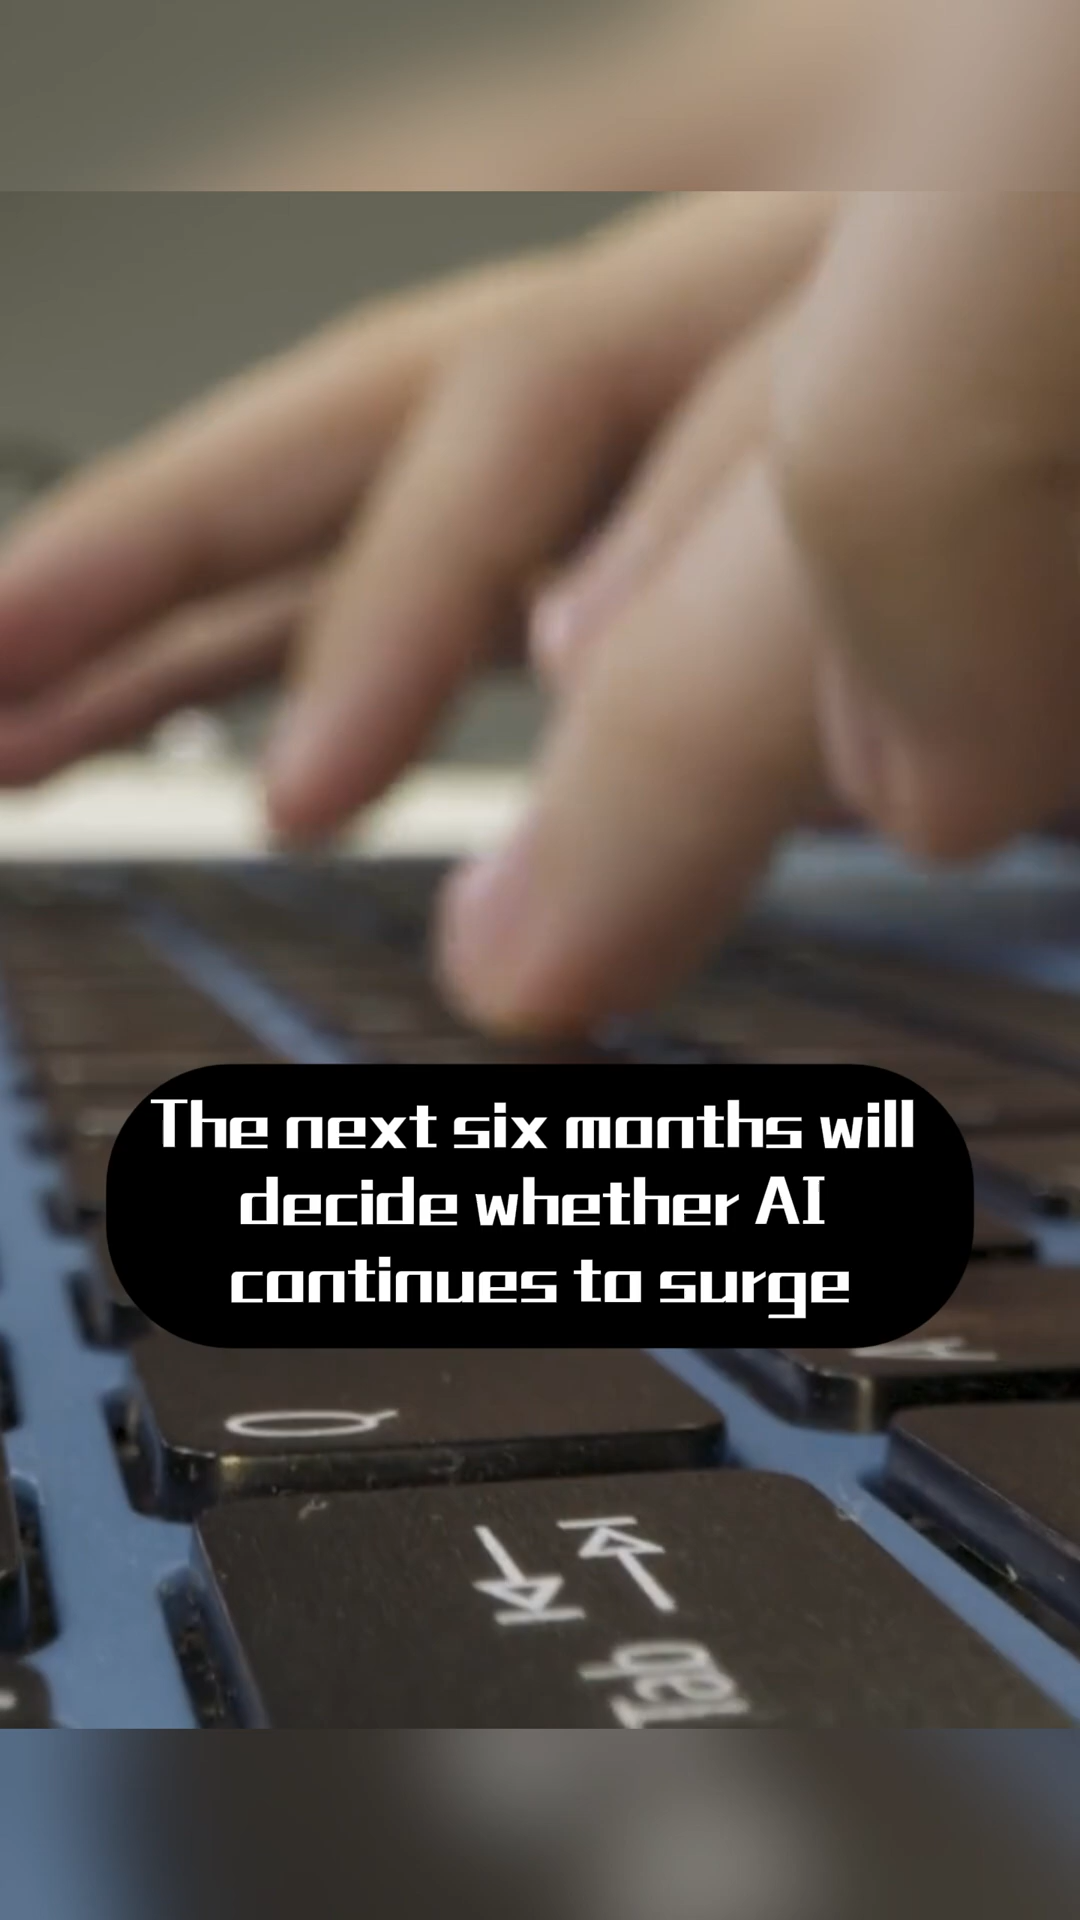 The next six months will
decide whether AI
continues to surge
Q
A
Tab